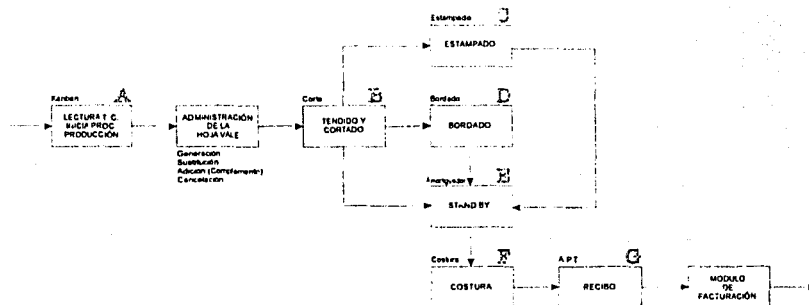 Estampado
ESTAMPADO
Kanban A
LECTURA T.C.
INICIA PROC
PRODUCCIÓN
ADMINISTRACIÓN
DE LA
HOJA VALE
Generación
Sustitución
Adición (Complemento)
Cancelación
Corte B
TENDIDO Y
CORTADO
Bordado D
BORDADO
Amortiguador E
STAND BY
Costura F
COSTURA
A.P.T. G
RECIBO
MODULO
DE
FACTURACIÓN